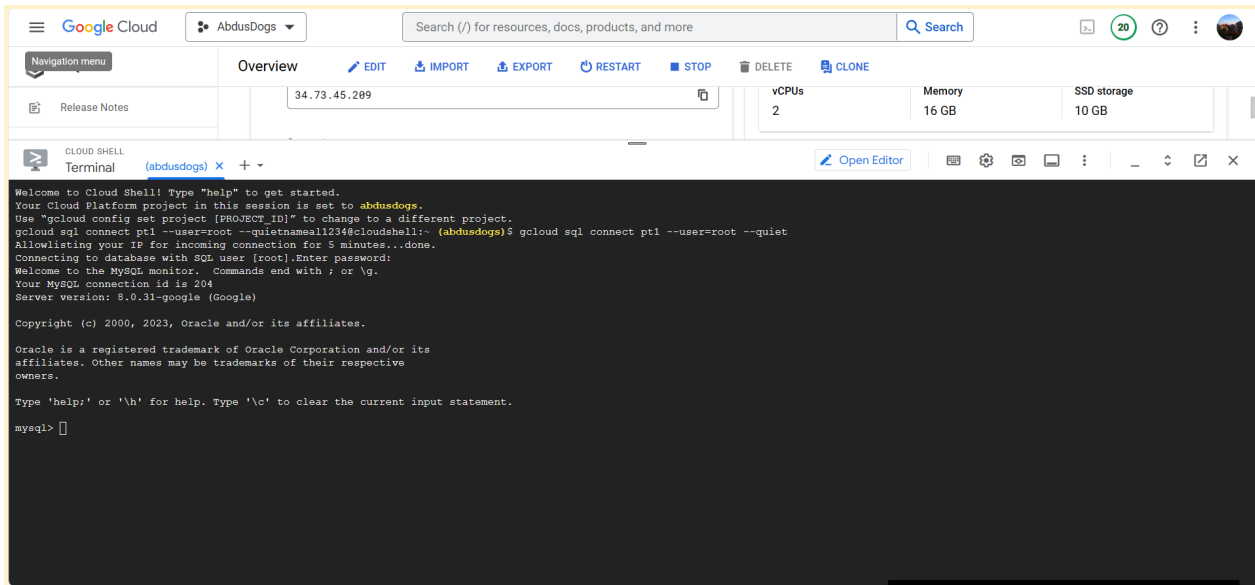 Google Cloud
AbdusDogs
Search (/) for resources, docs, products, and more
Search
20
Navigation menu
Overview
EDIT
IMPORT
EXPORT
RESTART
STOP
DELETE
CLONE
Release Notes
34.73.45.209
vCPUs
Memory
SSD storage
2
16 GB
10 GB
CLOUD SHELL
Terminal
(abdusdogs)
Open Editor
Welcome to Cloud Shell! Type "help" to get started.
Your Cloud Platform project in this session is set to abdusdogs.
Use “gcloud config set project [PROJECT_ID]” to change to a different project.
gcloud sql connect pt1 --user=root --quietnameal1234@cloudshell:~ (abdusdogs)$ gcloud sql connect pt1 --user=root --quiet
Allowlisting your IP for incoming connection for 5 minutes...done.
Connecting to database with SQL user [root].Enter password:
Welcome to the MySQL monitor.  Commands end with ; or \g.
Your MySQL connection id is 204
Server version: 8.0.31-google (Google)
Copyright (c) 2000, 2023, Oracle and/or its affiliates.
Oracle is a registered trademark of Oracle Corporation and/or its
affiliates. Other names may be trademarks of their respective
owners.
Type 'help;' or '\h' for help. Type '\c' to clear the current input statement.
mysql>